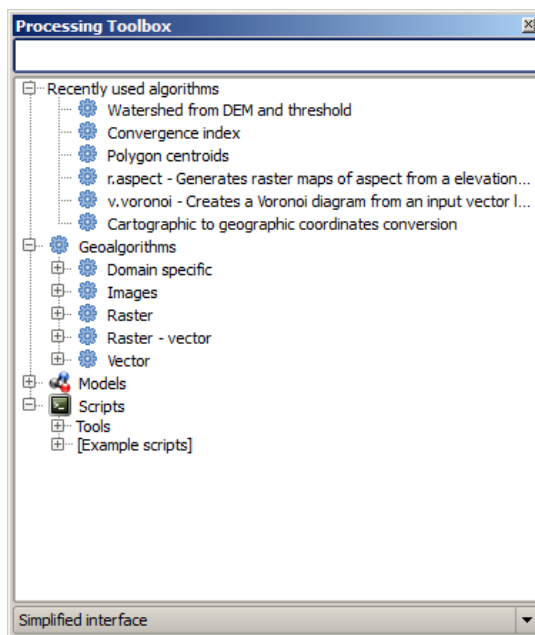 Processing Toolbox
Recently used algorithms
Watershed from DEM and threshold
Convergence index
Polygon centroids
r.aspect - Generates raster maps of aspect from a elevation...
v.voronoi - Creates a Voronoi diagram from an input vector l...
Cartographic to geographic coordinates conversion
Geoalgorithms
Domain specific
Images
Raster
Raster - vector
Vector
Models
Scripts
Tools
[Example scripts]
Simplified interface